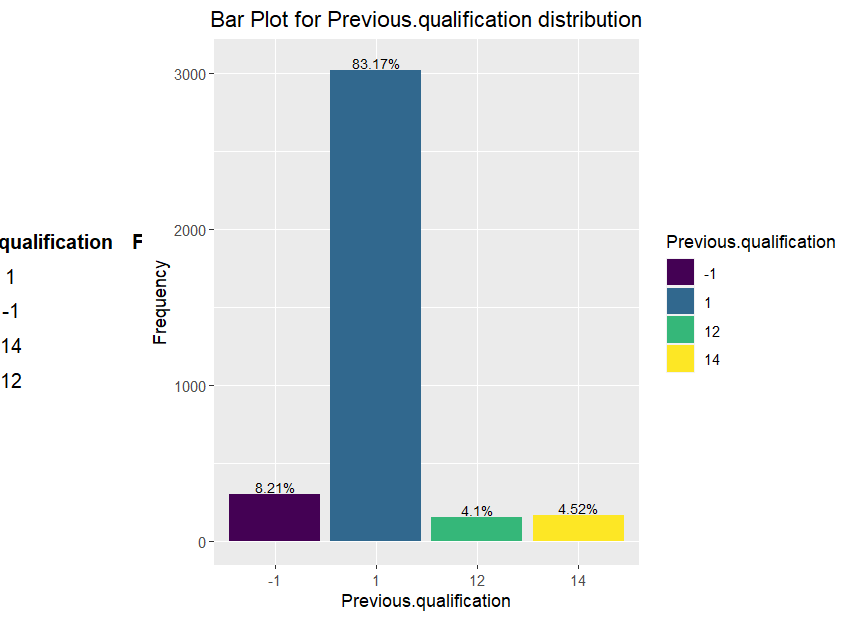 Bar Plot for Previous.qualification distribution
qualification F
1
-1
14
12
Frequency
3000
2000
1000
0
83.17%
8.21%
4.1%
4.52%
-1 1 12 14
Previous.qualification
Previous.qualification
-1
1
12
14